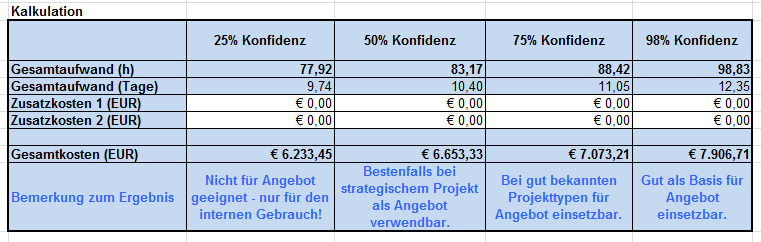 Kalkulation
25% Konfidenz 50% Konfidenz 75% Konfidenz 98% Konfidenz
Gesamtaufwand (h) 77,92 83,17 88,42 98,83
Gesamtaufwand (Tage) 9,74 10,40 11,05 12,35
Zusatzkosten 1 (EUR) € 0,00 € 0,00 € 0,00 € 0,00
Zusatzkosten 2 (EUR) € 0,00 € 0,00 € 0,00 € 0,00
Gesamtkosten (EUR) € 6.233,45 € 6.653,33 € 7.073,21 € 7.906,71
Bemerkung zum Ergebnis
Nicht für Angebot
geeignet - nur für den
internen Gebrauch!
Bestenfalls bei
strategischem Projekt
als Angebot
verwendbar.
Bei gut bekannten
Projekttypen für
Angebot einsetzbar.
Gut als Basis für
Angebot
einsetzbar.